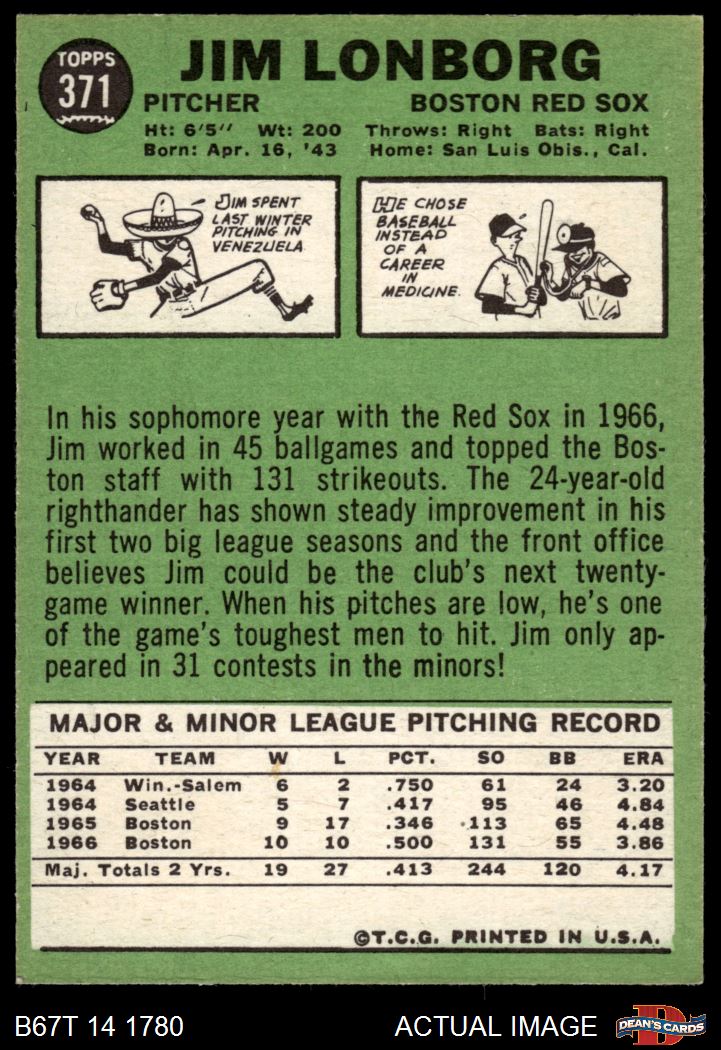 TOPPS
371
JIM LONBORG
PITCHER BOSTON RED SOX
Ht: 6'5" Wt: 200 Throws: Right Bats: Right
Born: Apr. 16, '43 Home: San Luis Obis., Cal.
JIM SPENT
LAST WINTER
PITCHING IN
VENEZUELA
HE CHOSE
BASEBALL
INSTEAD
OF A
CAREER
IN
MEDICINE.
In his sophomore year with the Red Sox in 1966,
Jim worked in 45 ballgames and topped the Bos-
ton staff with 131 strikeouts. The 24-year-old
righthander has shown steady improvement in his
first two big league seasons and the front office
believes Jim could be the club's next twenty-
game winner. When his pitches are low, he's one
of the game's toughest men to hit. Jim only ap-
peared in 31 contests in the minors!
MAJOR & MINOR LEAGUE PITCHING RECORD
YEAR TEAM W L PCT. SO BB ERA
1964 Win.-Salem 6 2 .750 61 24 3.20
1964 Seattle 5 7 .417 95 46 4.84
1965 Boston 9 17 .346 113 65 4.48
1966 Boston 10 10 .500 131 55 3.86
Maj. Totals 2 Yrs. 19 27 .413 244 120 4.17
©T.C.G. PRINTED IN U.S.A.
B67T 14 1780 ACTUAL IMAGE
DEAN'S CARDS